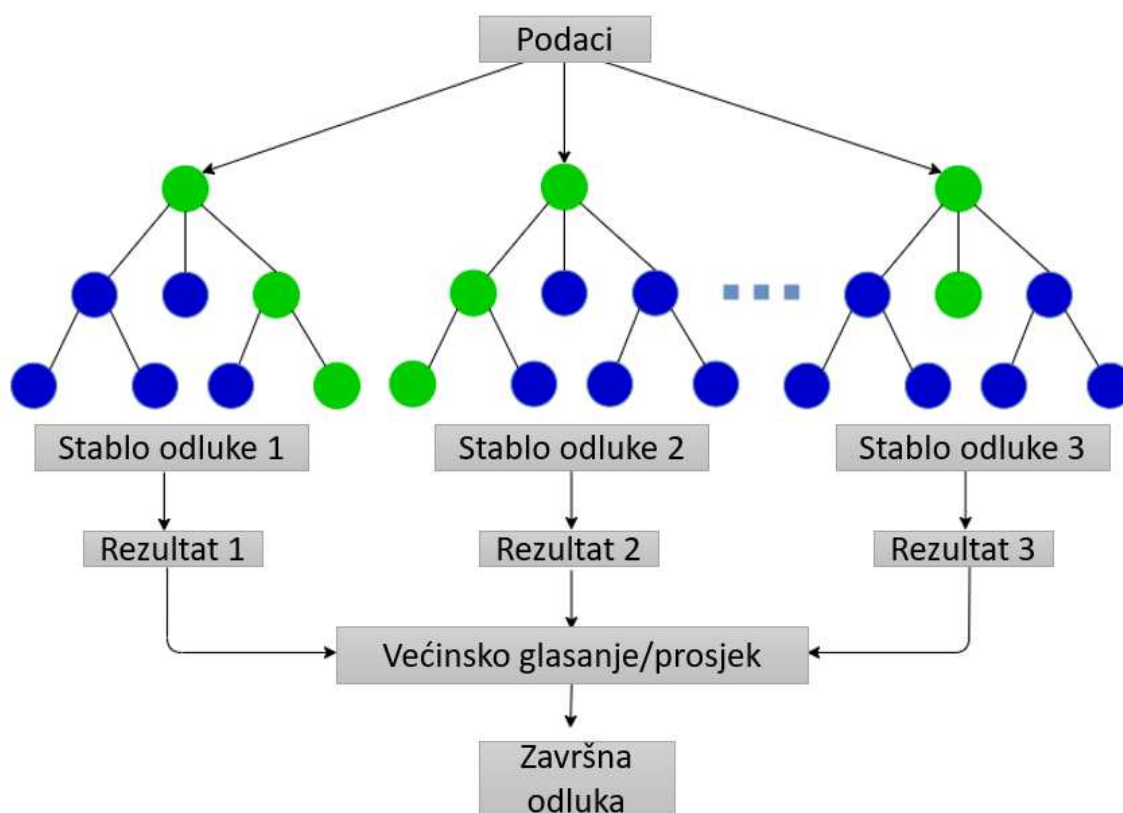 Podaci
Stablo odluke 1
Stablo odluke 2
Stablo odluke 3
Rezultat 1
Rezultat 2
Rezultat 3
Većinsko glasanje/prosjek
Završna
odluka